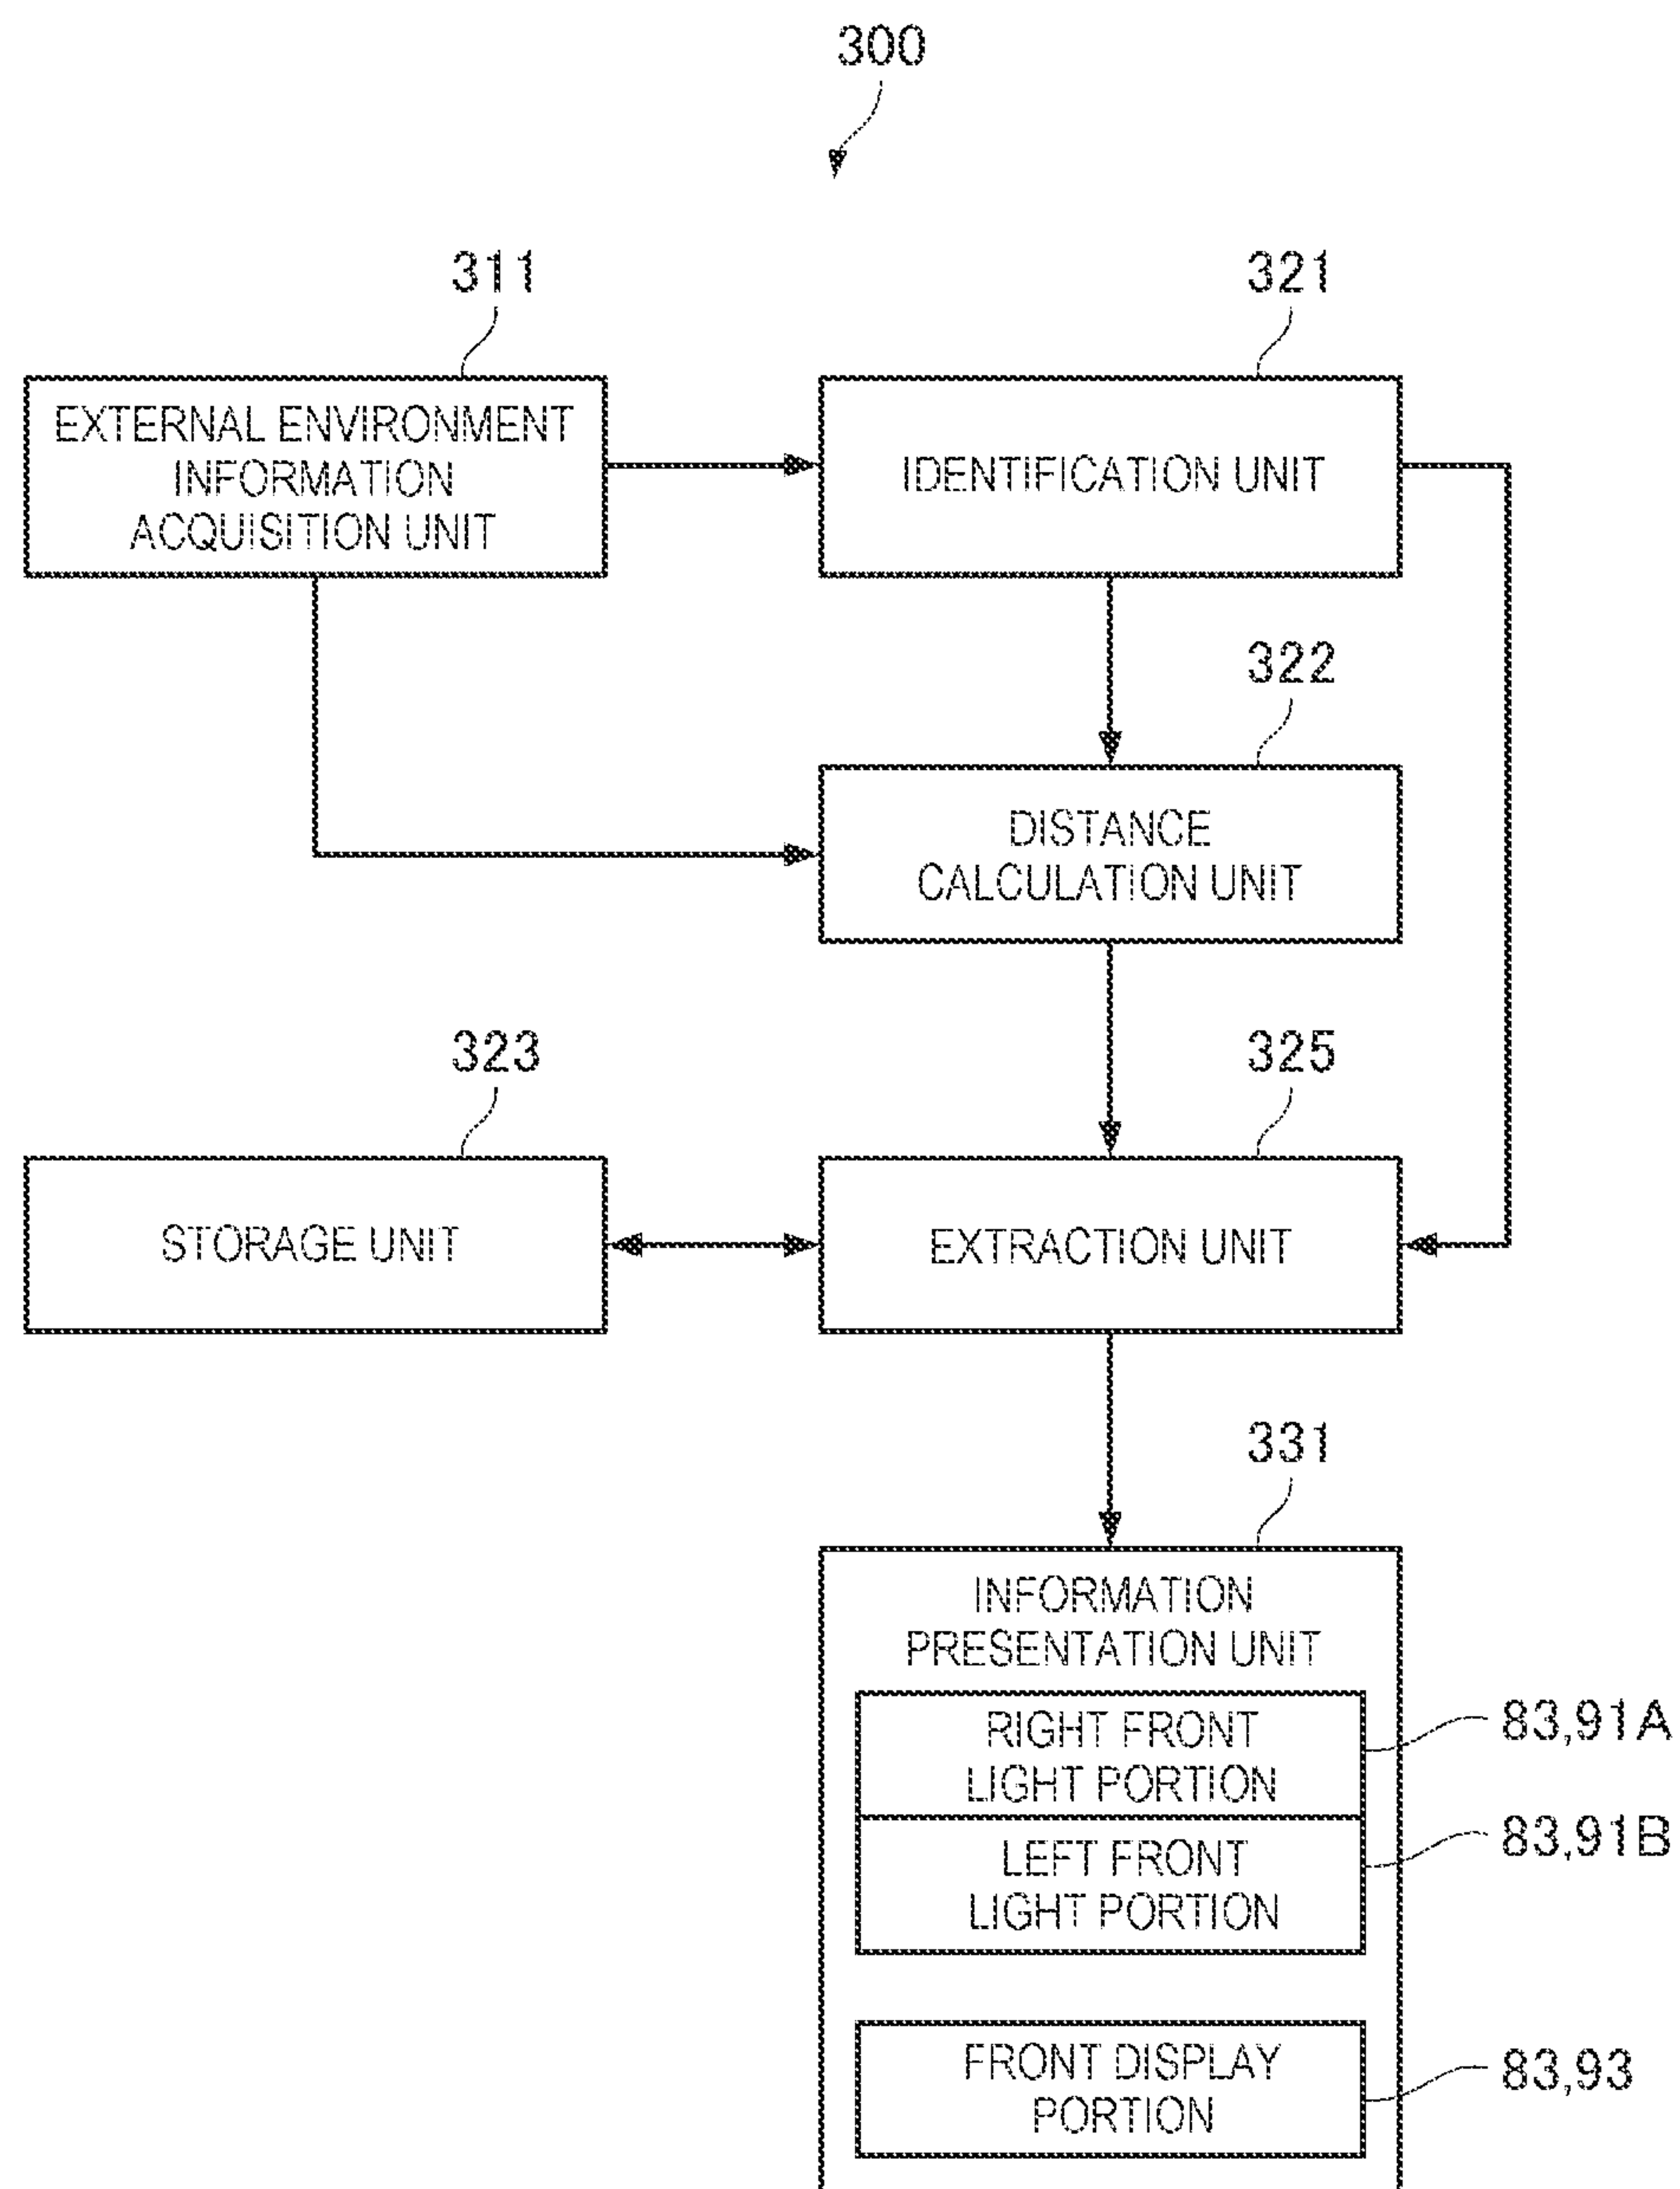 300
311
321
EXTERNAL ENVIRONMENT
INFORMATION
ACQUISITION UNIT
IDENTIFICATION UNIT
322
DISTANCE
CALCULATION UNIT
323
325
STORAGE UNIT
EXTRACTION UNIT
331
INFORMATION
PRESENTATION UNIT
RIGHT FRONT
LIGHT PORTION
83,91A
LEFT FRONT
LIGHT PORTION
83,91B
FRONT DISPLAY
PORTION
83,93